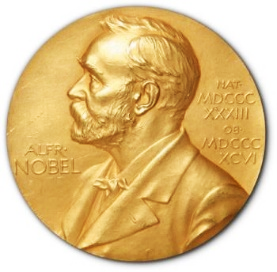 ALFR·
NOBEL
NAT·
MDCCC
XXXIII
OB·
MDCCC
XCVI